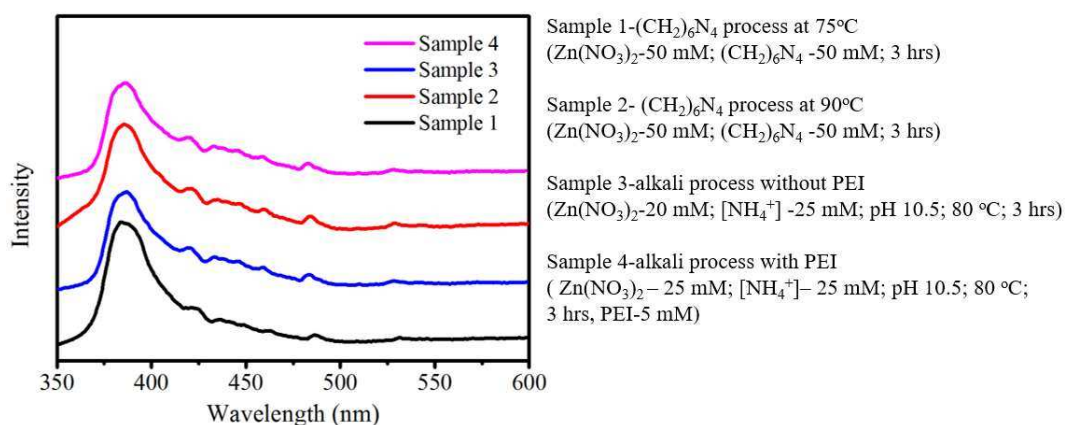 Sample 4
Sample 3
Sample 2
Sample 1
Intensity
350 400 450 500 550 600
Wavelength (nm)
Sample 1-(CH₂)₆N₄ process at 75°C
(Zn(NO₃)₂-50 mM; (CH₂)₆N₄ -50 mM; 3 hrs)
Sample 2- (CH₂)₆N₄ process at 90°C
(Zn(NO₃)₂-50 mM; (CH₂)₆N₄ -50 mM; 3 hrs)
Sample 3-alkali process without PEI
(Zn(NO₃)₂-20 mM; [NH₄⁺] -25 mM; pH 10.5; 80 °C; 3 hrs)
Sample 4-alkali process with PEI
( Zn(NO₃)₂ – 25 mM; [NH₄⁺]– 25 mM; pH 10.5; 80 °C;
3 hrs, PEI-5 mM)